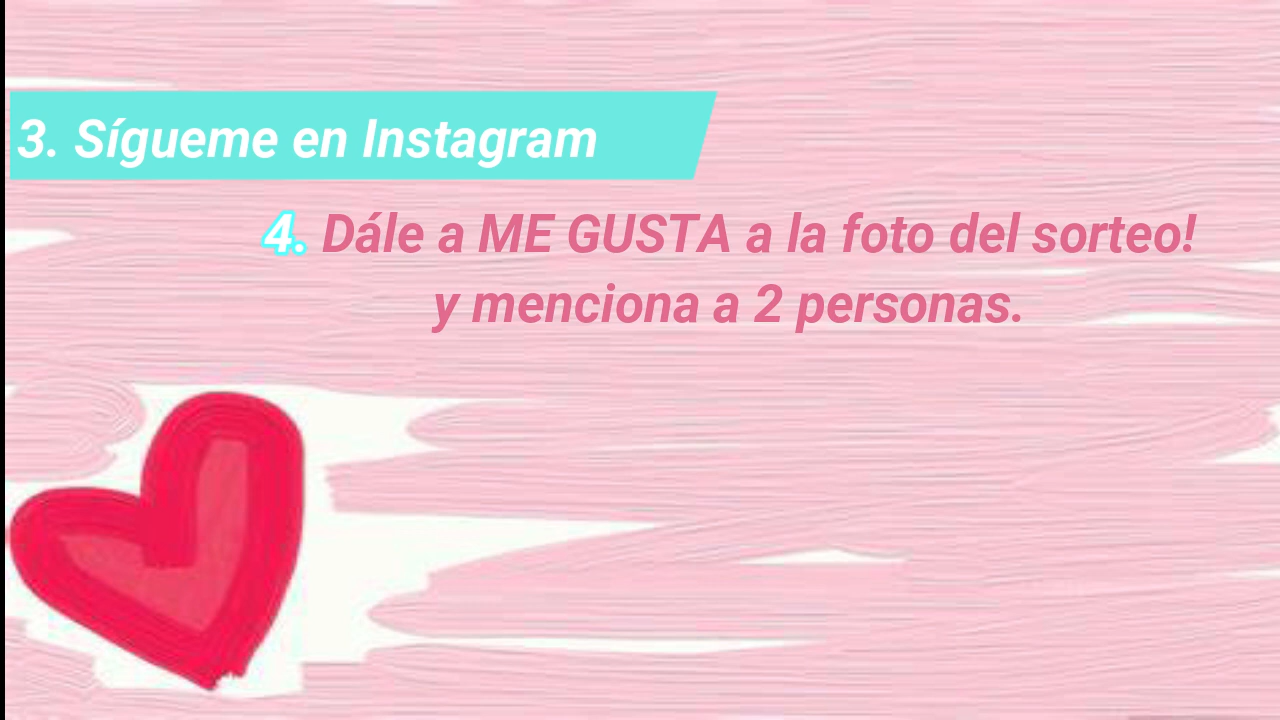 3. Sígueme en Instagram
4. Dále a ME GUSTA a la foto del sorteo!
y menciona a 2 personas.